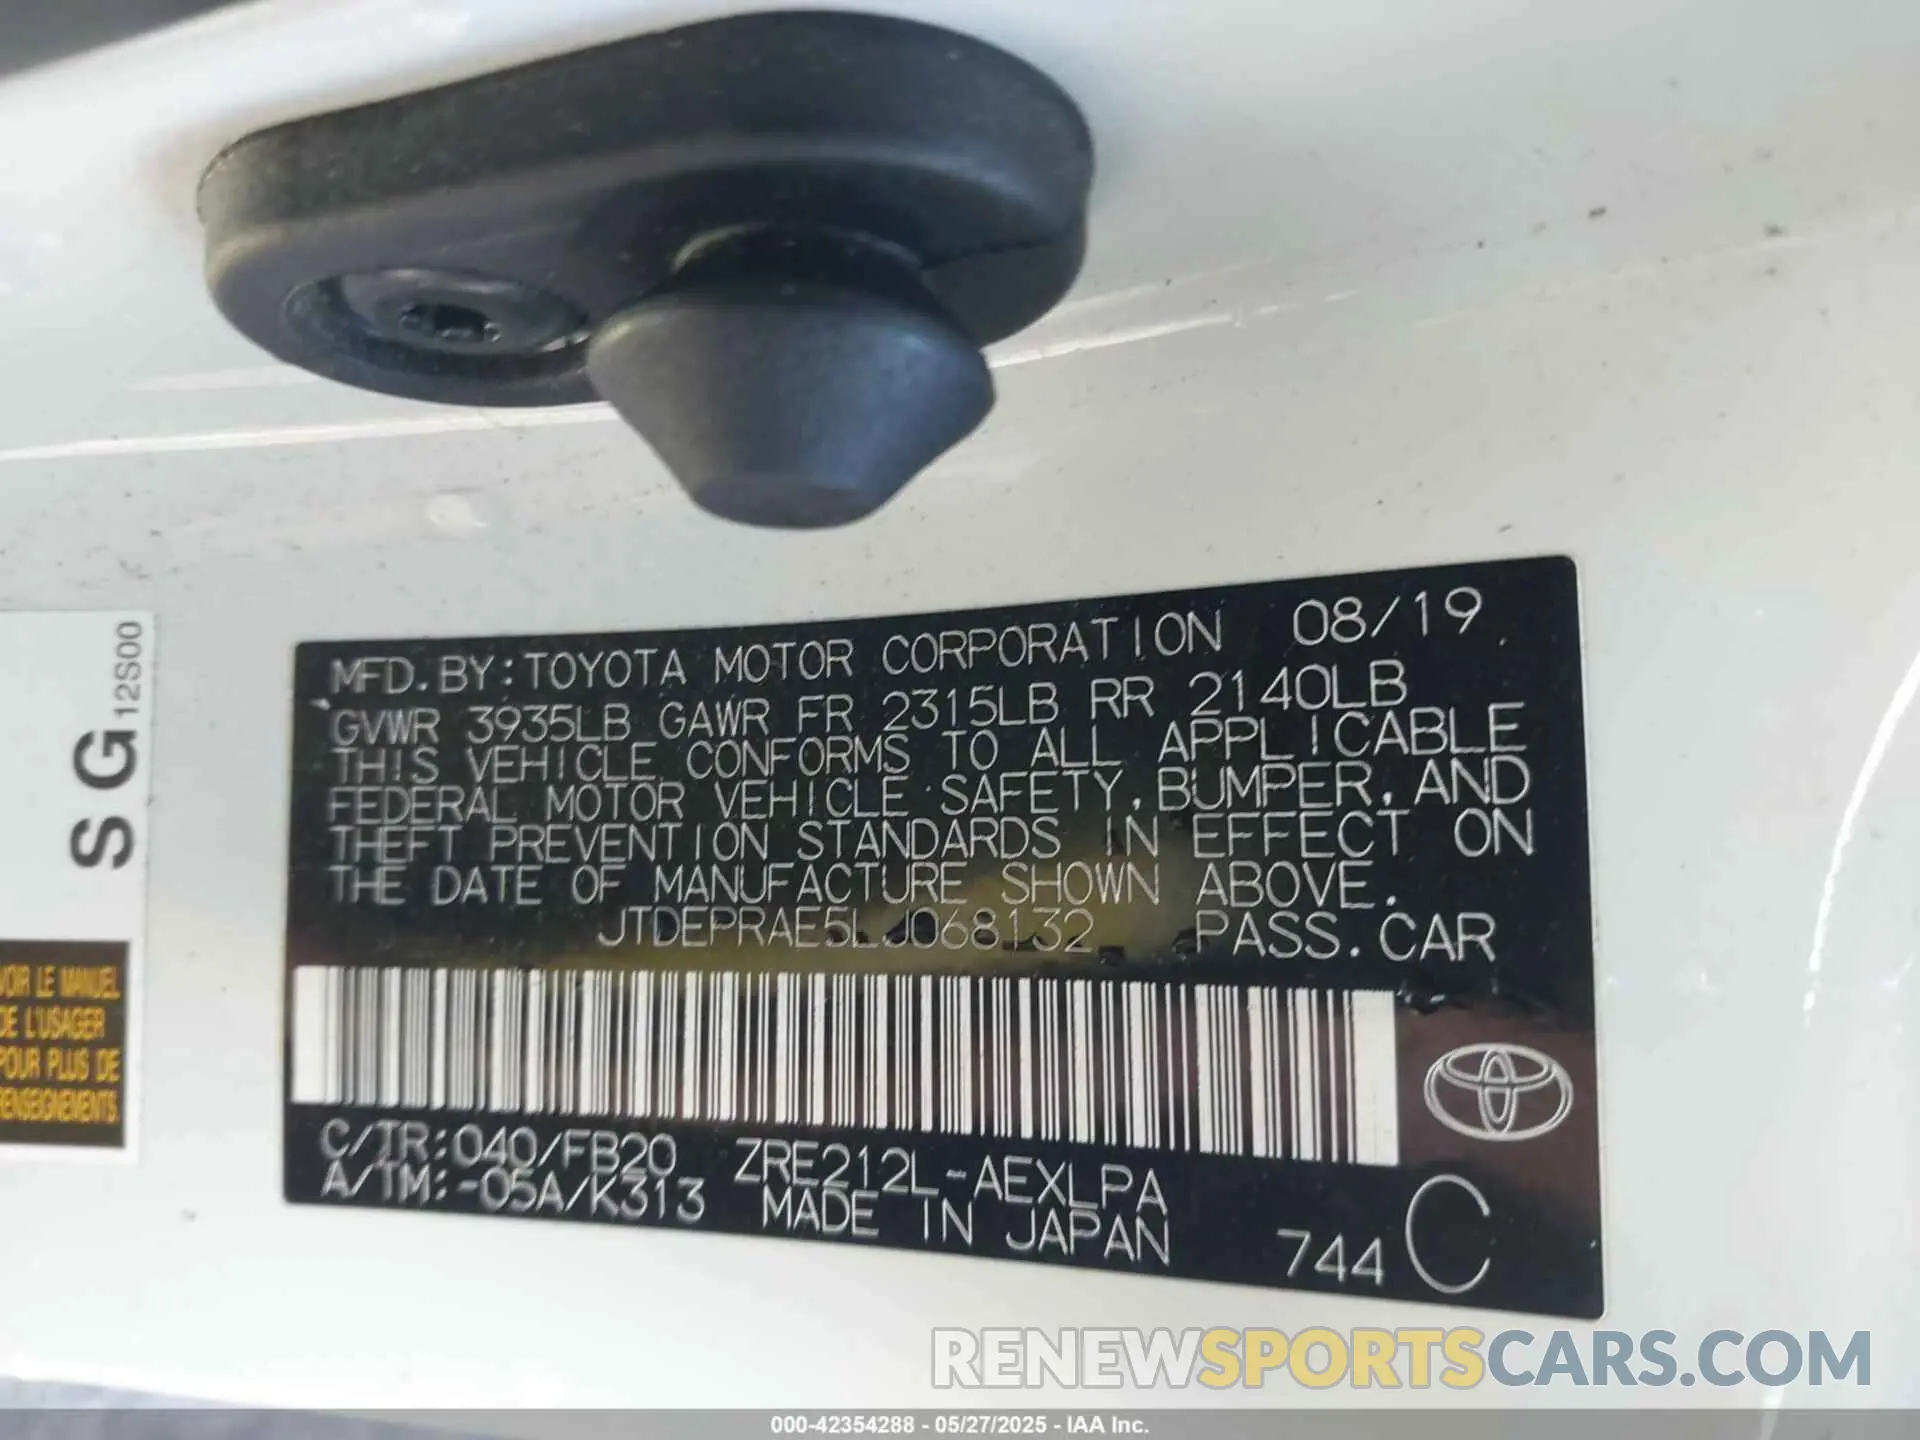 MFD. BY: TOYOTA MOTOR CORPORATION 08/19
GVWR 3935LB GAWR FR 2315LB RR 2140LB
THIS VEHICLE CONFORMS TO ALL APPLICABLE
FEDERAL MOTOR VEHICLE SAFETY, BUMPER, AND
THEFT PREVENTION STANDARDS IN EFFECT ON
THE DATE OF MANUFACTURE SHOWN ABOVE.
JTDEPRAE5LJ068132 PASS. CAR
C/TR:040/FB20 ZRE212L-AEXLPA
A/TM:-05A/K313 MADE IN JAPAN
744 C
SG12S00
VOIR LE MANUEL
DE L'USAGER
POUR PLUS DE
RENSEIGNEMENTS.
RENEWSPORTSCARS.COM
000-42354288 - 05/27/2025 - IAA Inc.